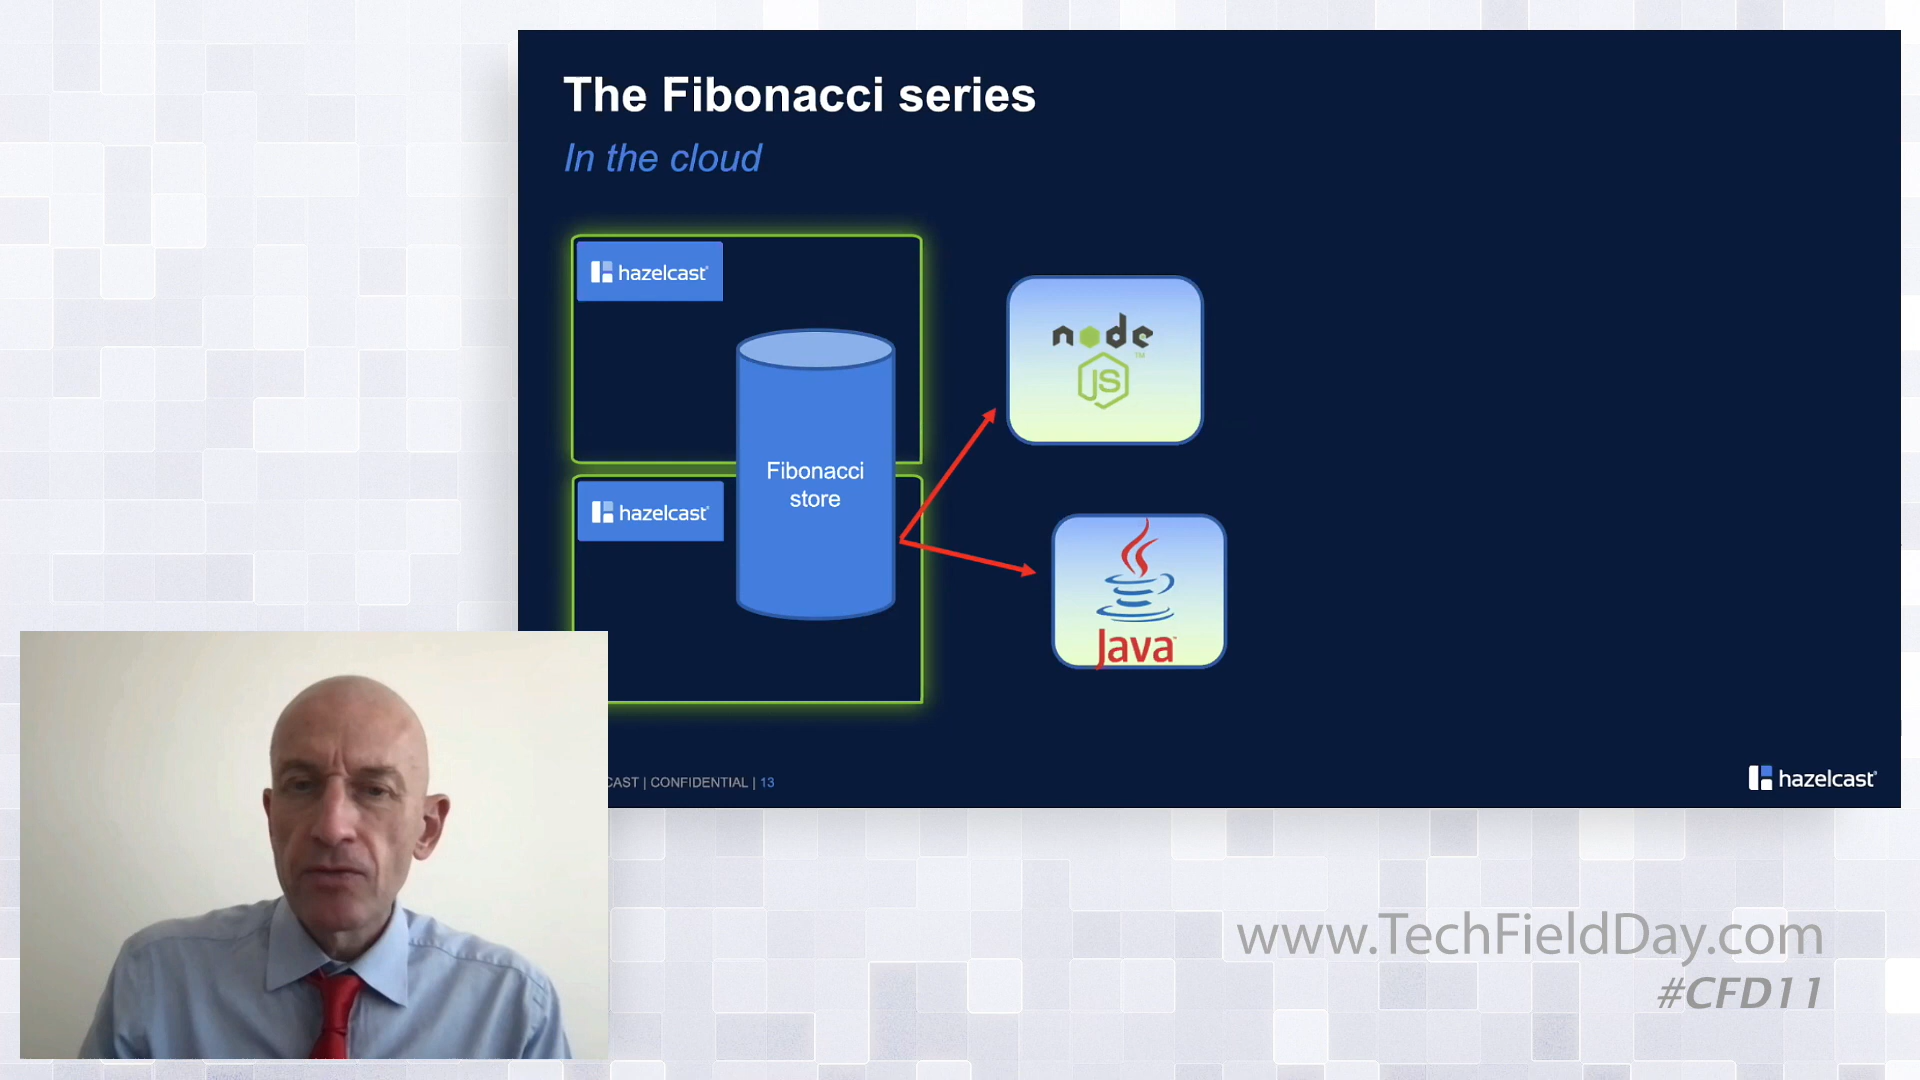 The Fibonacci series
In the cloud
hazelcast
node
JS
Fibonacci
store
hazelcast
Java
CAST | CONFIDENTIAL | 13
hazelcast
www.TechFieldDay.com
#CFD11